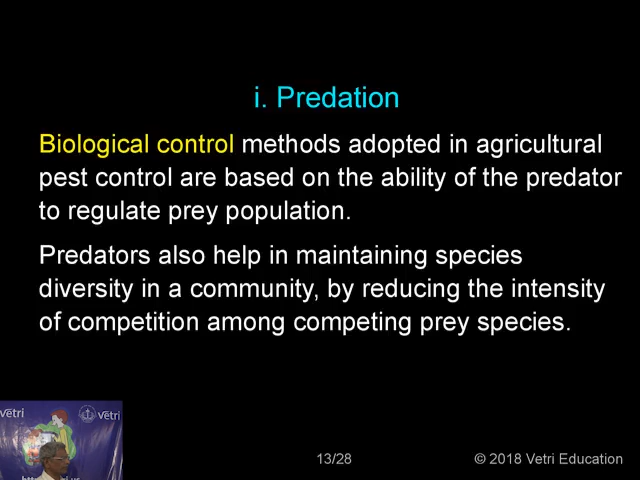 i. Predation
Biological control methods adopted in agricultural
pest control are based on the ability of the predator
to regulate prey population.
Predators also help in maintaining species
diversity in a community, by reducing the intensity
of competition among competing prey species.
Vētri
Vētri
13/28
© 2018 Vetri Education